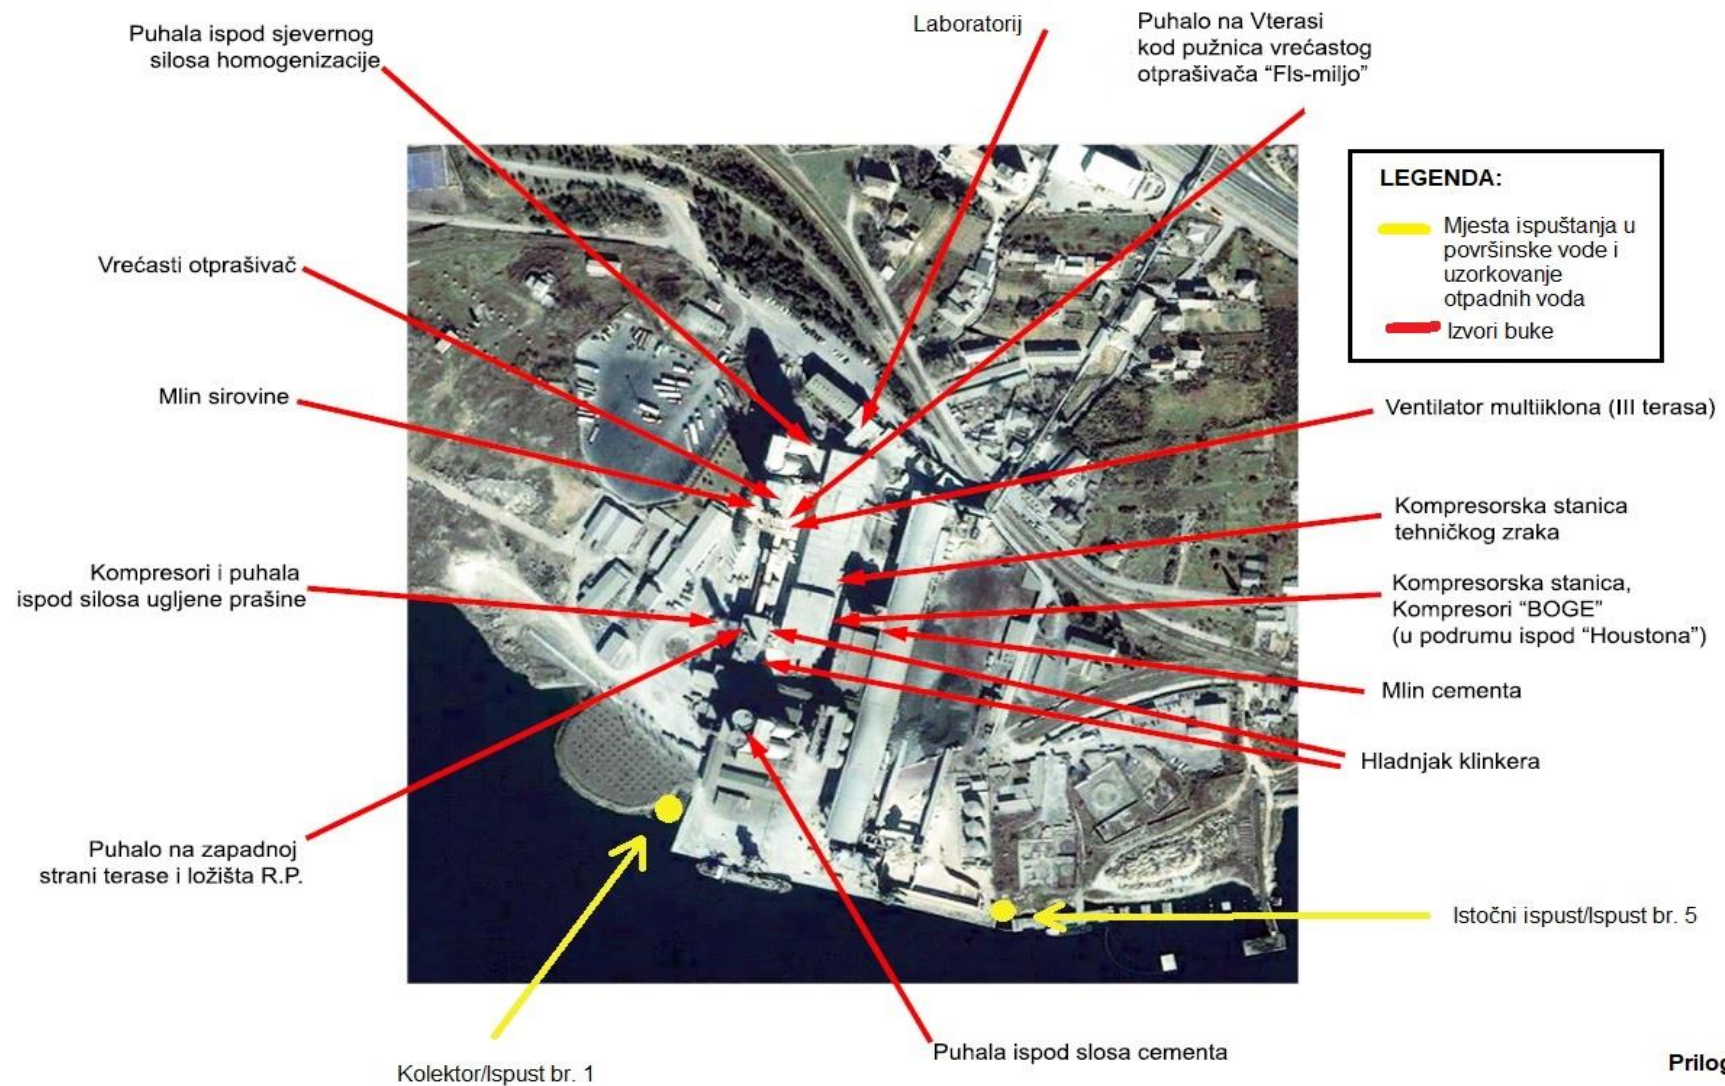 Puhala ispod sjevernog
silosa homogenizacije
Laboratorij
Puhalo na Vterasi
kod pužnica vrećastog
otprašivača “Fls-miljo”
LEGENDA:
Mjesta ispuštanja u
površinske vode i
uzorkovanje
otpadnih voda
Izvori buke
Vrećasti otprašivač
Mlin sirovine
Ventilator multiiklona (III terasa)
Kompresorska stanica
tehničkog zraka
Kompresori i puhala
ispod silosa ugljene prašine
Kompresorska stanica,
Kompresori “BOGE”
(u podrumu ispod “Houstona”)
Mlin cementa
Hladnjak klinkera
Puhalo na zapadnoj
strani terase i ložišta R.P.
Istočni ispust/Ispust br. 5
Puhala ispod slosa cementa
Kolektor/Ispust br. 1
Prilog